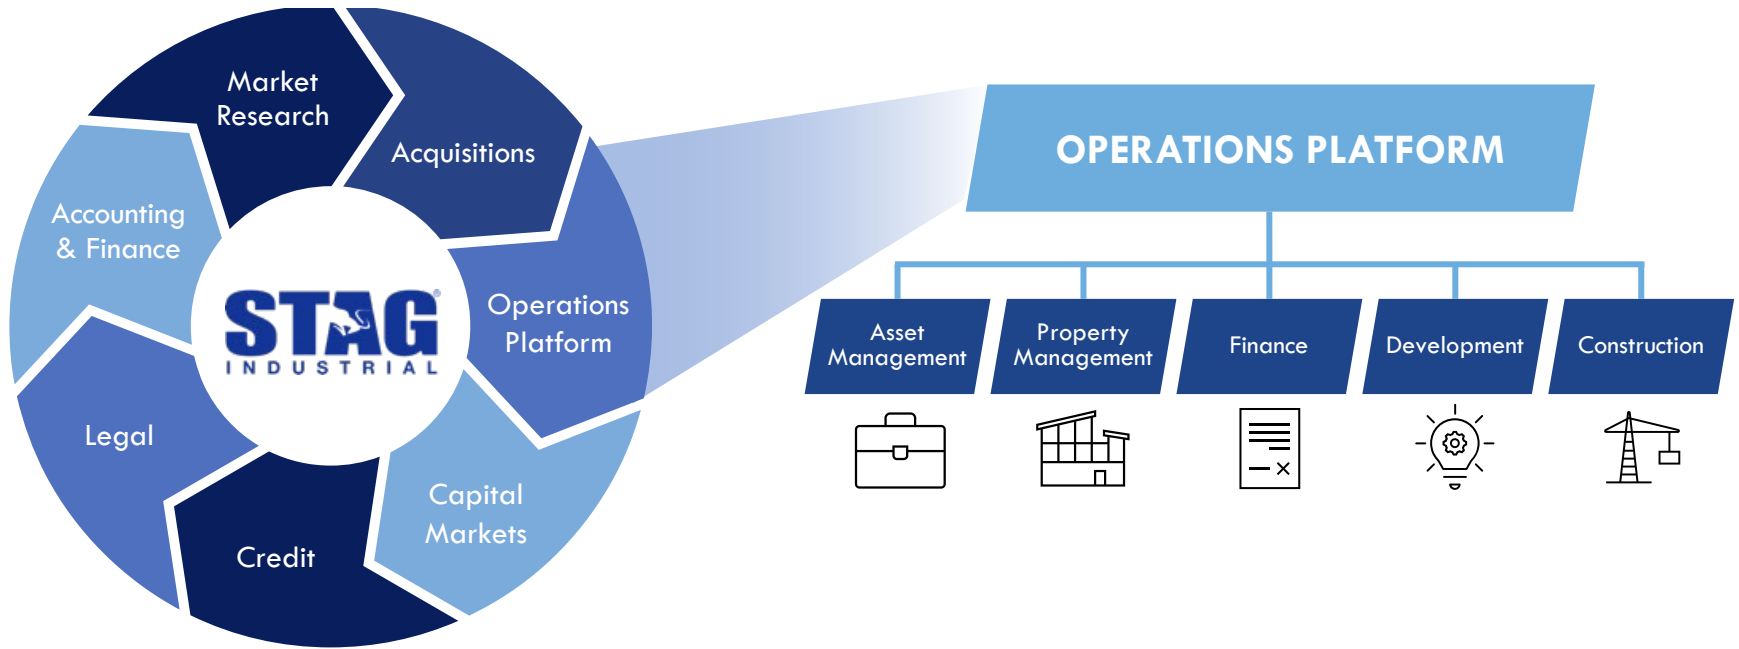 Market
Research
Acquisitions
Operations
Platform
Capital
Markets
Credit
Legal
Accounting
& Finance
STAG®
INDUSTRIAL
OPERATIONS PLATFORM
Asset
Management
Property
Management
Finance
Development
Construction